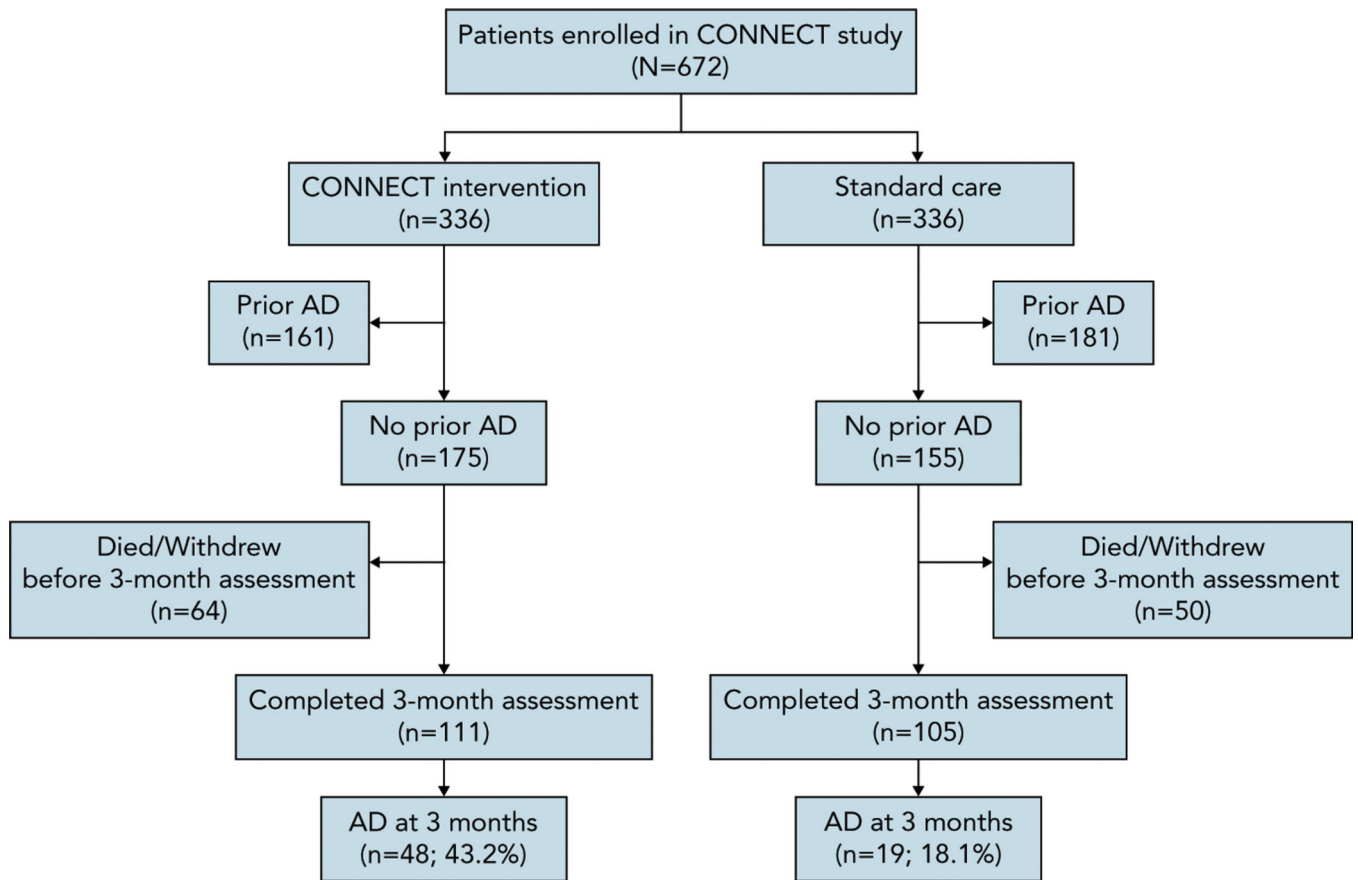 Patients enrolled in CONNECT study
(N=672)
CONNECT intervention
(n=336)
Standard care
(n=336)
Prior AD
(n=161)
Prior AD
(n=181)
No prior AD
(n=175)
No prior AD
(n=155)
Died/Withdrew
before 3-month assessment
(n=64)
Died/Withdrew
before 3-month assessment
(n=50)
Completed 3-month assessment
(n=111)
Completed 3-month assessment
(n=105)
AD at 3 months
(n=48; 43.2%)
AD at 3 months
(n=19; 18.1%)